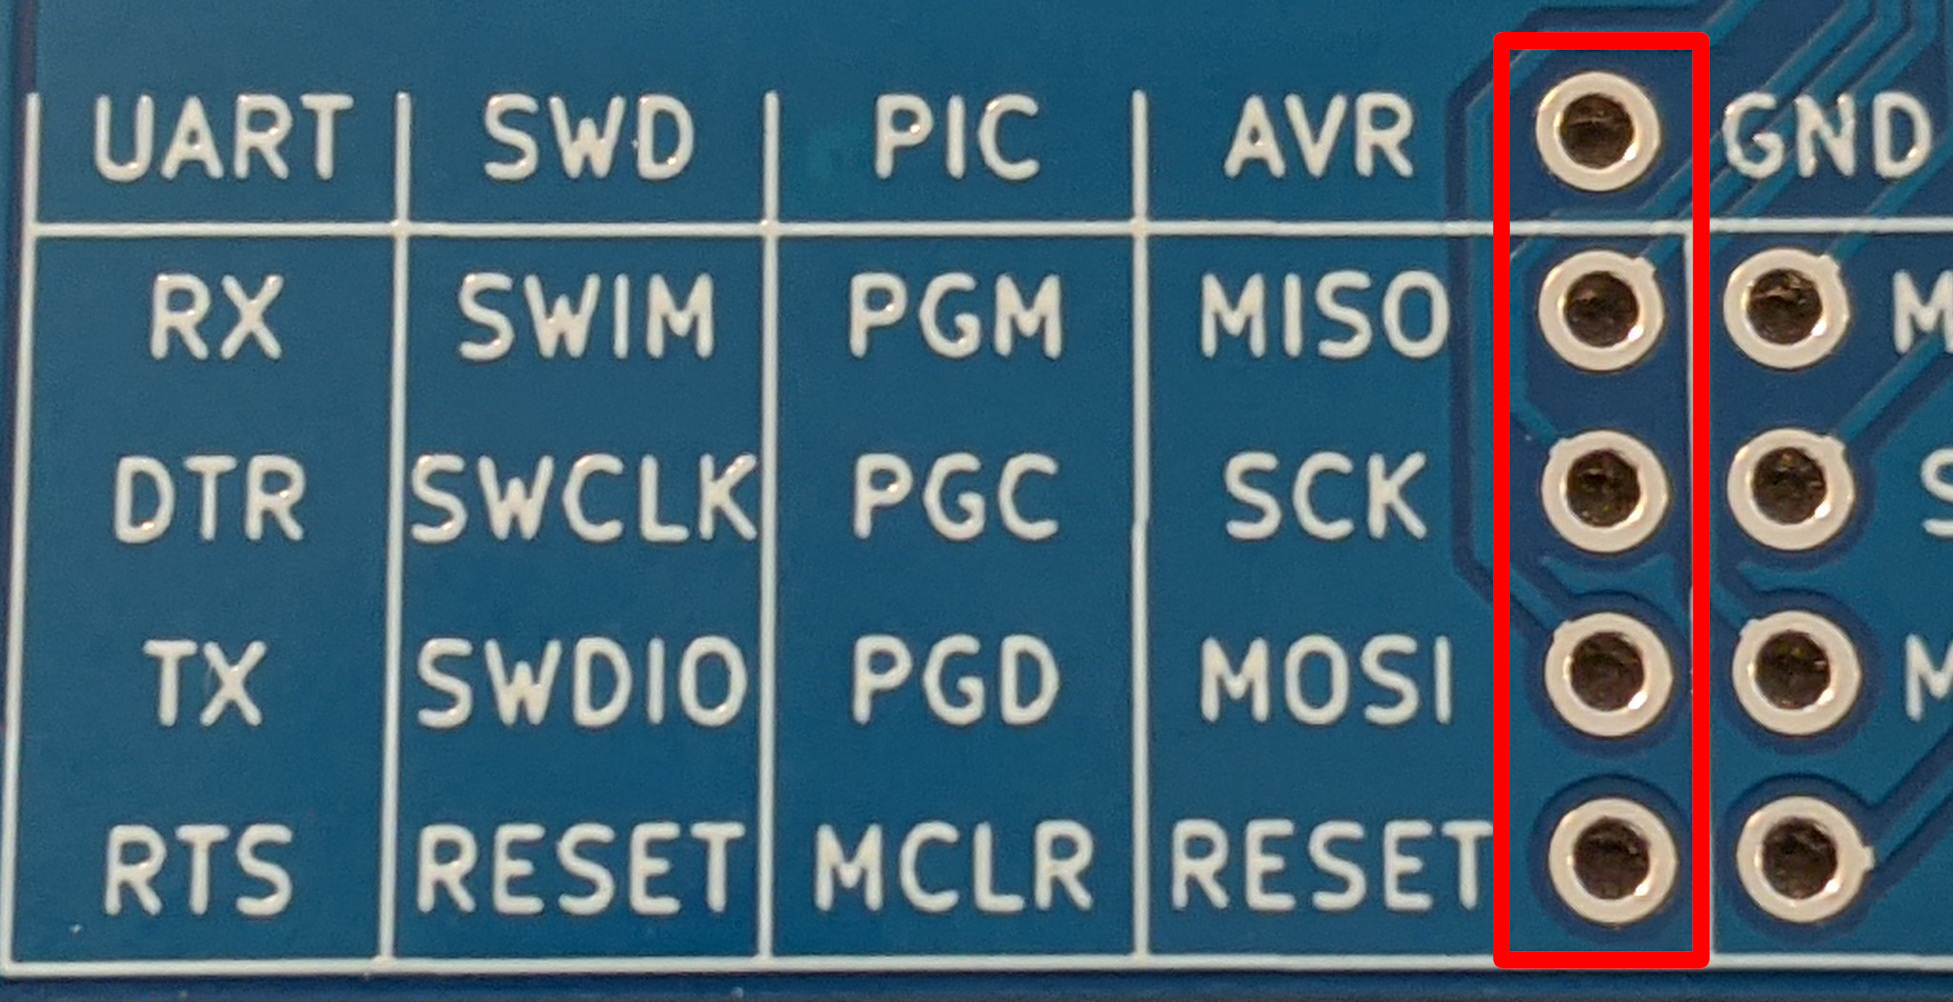 UART SWD PIC AVR GND
RX SWIM PGM MISO
DTR SWCLK PGC SCK
TX SWDIO PGD MOSI
RTS RESET MCLR RESET